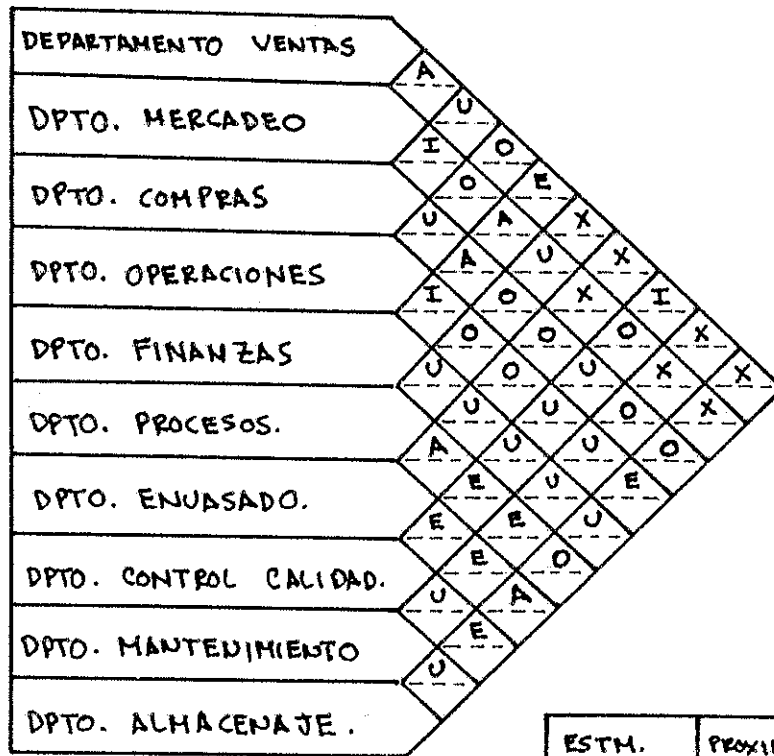 DEPARTAMENTO VENTAS
A
U
DPTO. MERCADEO
I O
O E
DPTO. COMPRAS
U A X
A U X
DPTO. OPERACIONES
I O X I
O O O X
DPTO. FINANZAS
U O U X X
U U O X
DPTO. PROCESOS.
A U U O
E U E
DPTO. ENVASADO.
E E U
E O
DPTO. CONTROL CALIDAD.
U A
E
DPTO. MANTENIMIENTO
U
DPTO. ALMACENAJE.
ESTM.